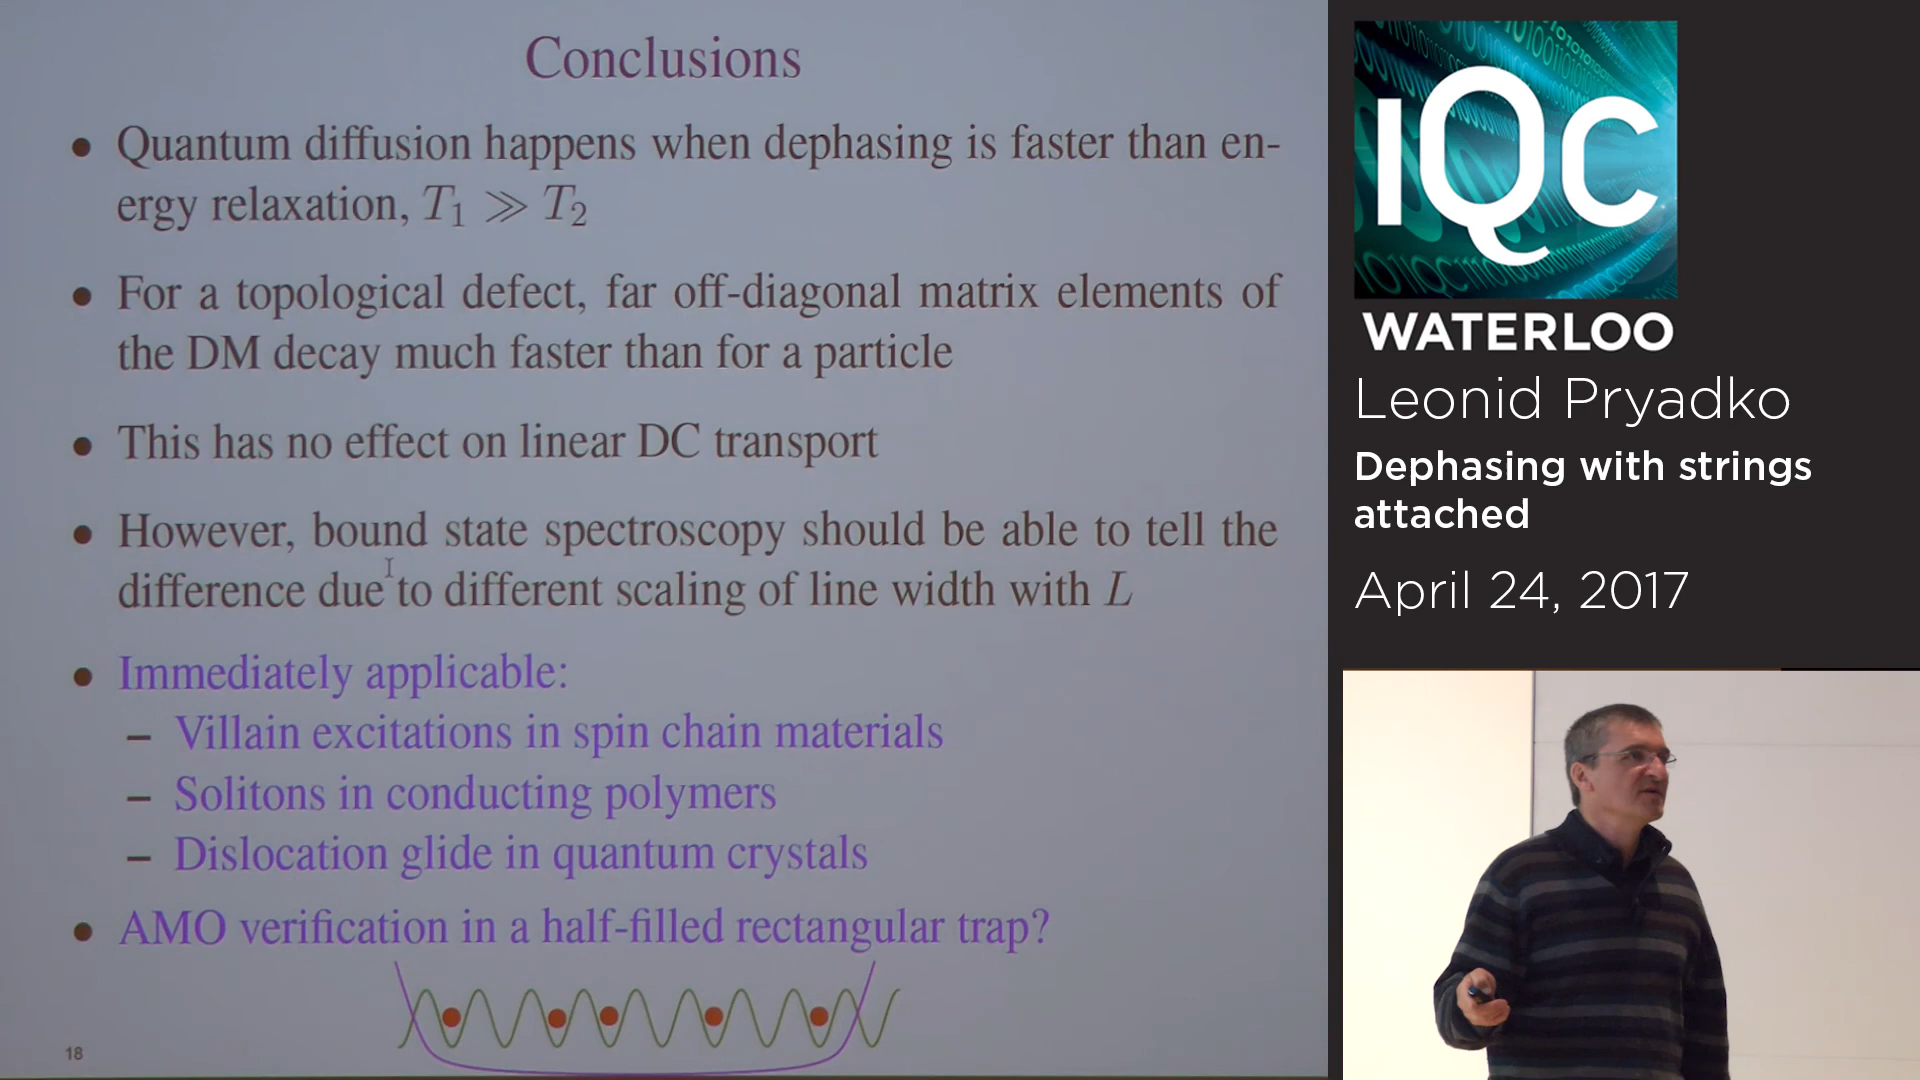 Conclusions
• Quantum diffusion happens when dephasing is faster than en-
ergy relaxation, T₁ ≫ T₂
• For a topological defect, far off-diagonal matrix elements of
the DM decay much faster than for a particle
• This has no effect on linear DC transport
• However, bound state spectroscopy should be able to tell the
difference due to different scaling of line width with L
• Immediately applicable:
– Villain excitations in spin chain materials
– Solitons in conducting polymers
– Dislocation glide in quantum crystals
• AMO verification in a half-filled rectangular trap?
18
IQC
WATERLOO
Leonid Pryadko
Dephasing with strings
attached
April 24, 2017